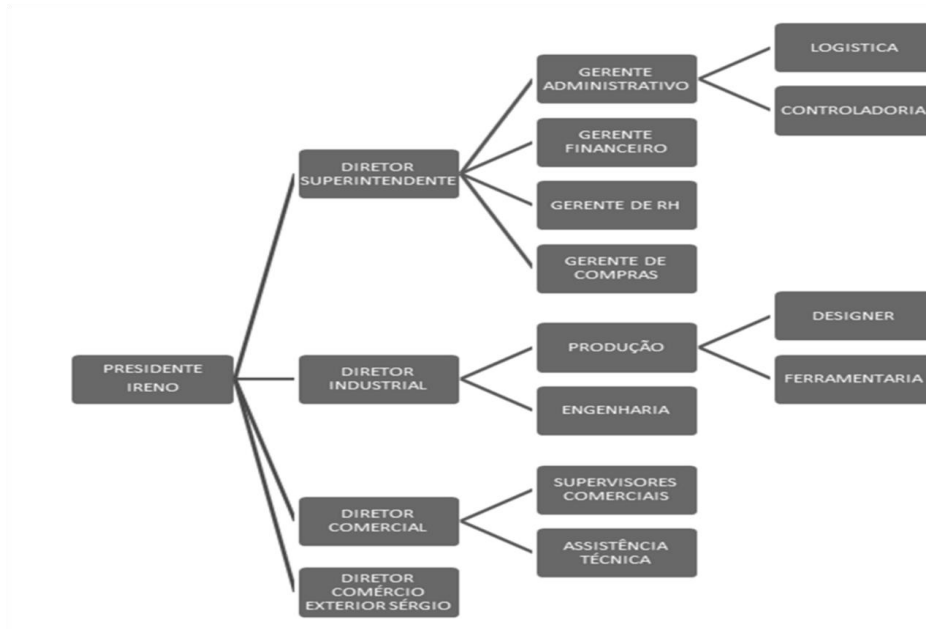 PRESIDENTE
IRENO
DIRETOR
SUPERINTENDENTE
GERENTE
ADMINISTRATIVO
LOGISTICA
CONTROLADORIA
GERENTE
FINANCEIRO
GERENTE DE RH
GERENTE DE
COMPRAS
DIRETOR
INDUSTRIAL
PRODUÇÃO
DESIGNER
FERRAMENTARIA
ENGENHARIA
DIRETOR
COMERCIAL
SUPERVISORES
COMERCIAIS
ASSISTÊNCIA
TÉCNICA
DIRETOR
COMÉRCIO
EXTERIOR SÉRGIO